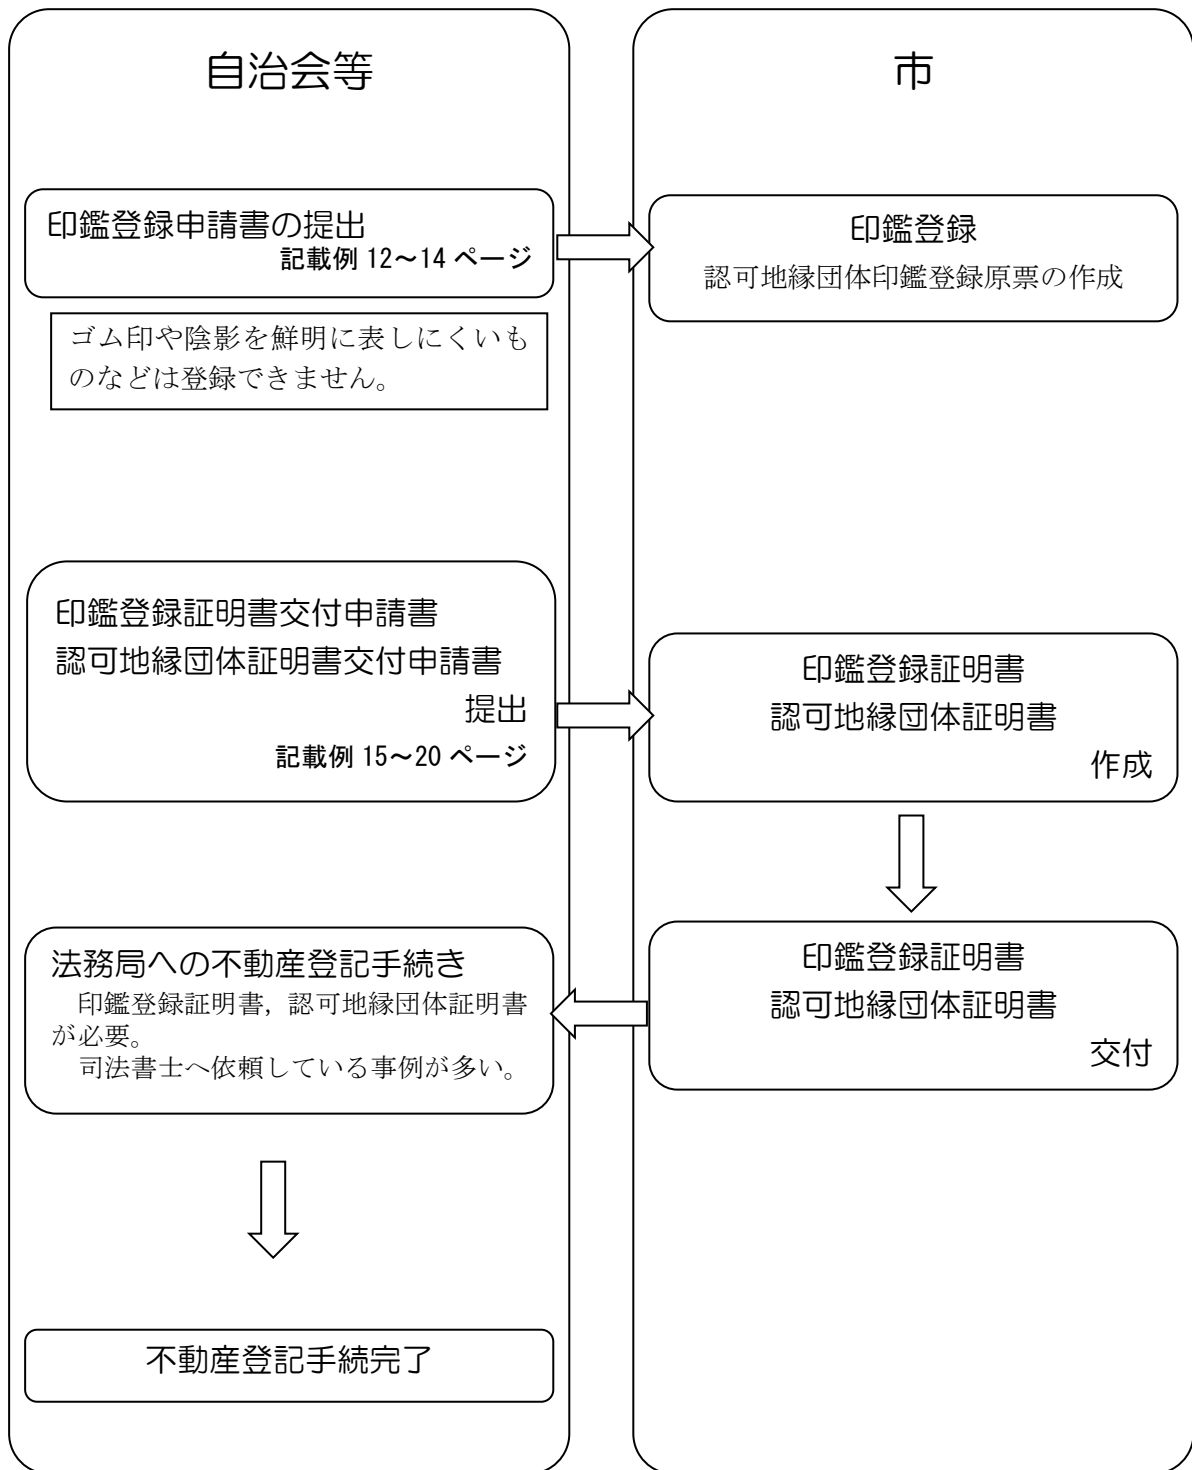 自治会等
市
印鑑登録申請書の提出
記載例 12～14 ページ
印鑑登録
認可地縁団体印鑑登録原票の作成
ゴム印や陰影を鮮明に表しにくいも
のなどは登録できません。
印鑑登録証明書交付申請書
認可地縁団体証明書交付申請書
提出
記載例 15～20 ページ
印鑑登録証明書
認可地縁団体証明書
作成
法務局への不動産登記手続き
印鑑登録証明書，認可地縁団体証明書
が必要。
司法書士へ依頼している事例が多い。
印鑑登録証明書
認可地縁団体証明書
交付
不動産登記手続完了